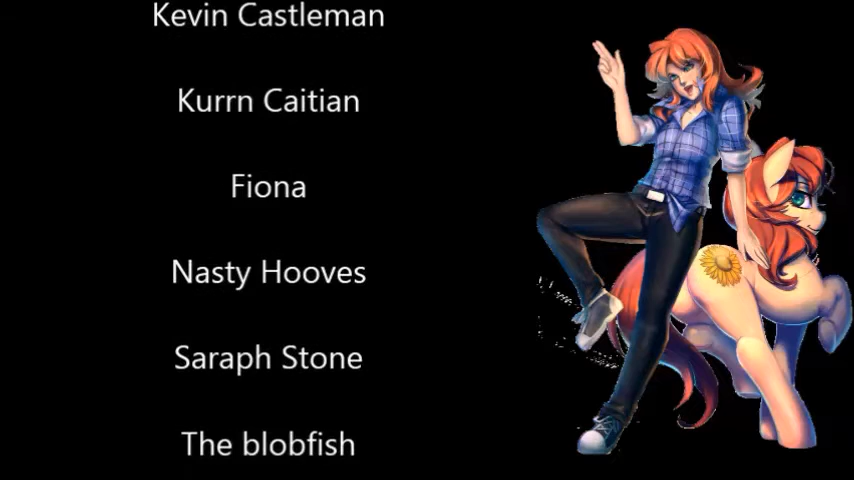 Kevin Castleman
Kurrn Caitian
Fiona
Nasty Hooves
Saraph Stone
The blobfish